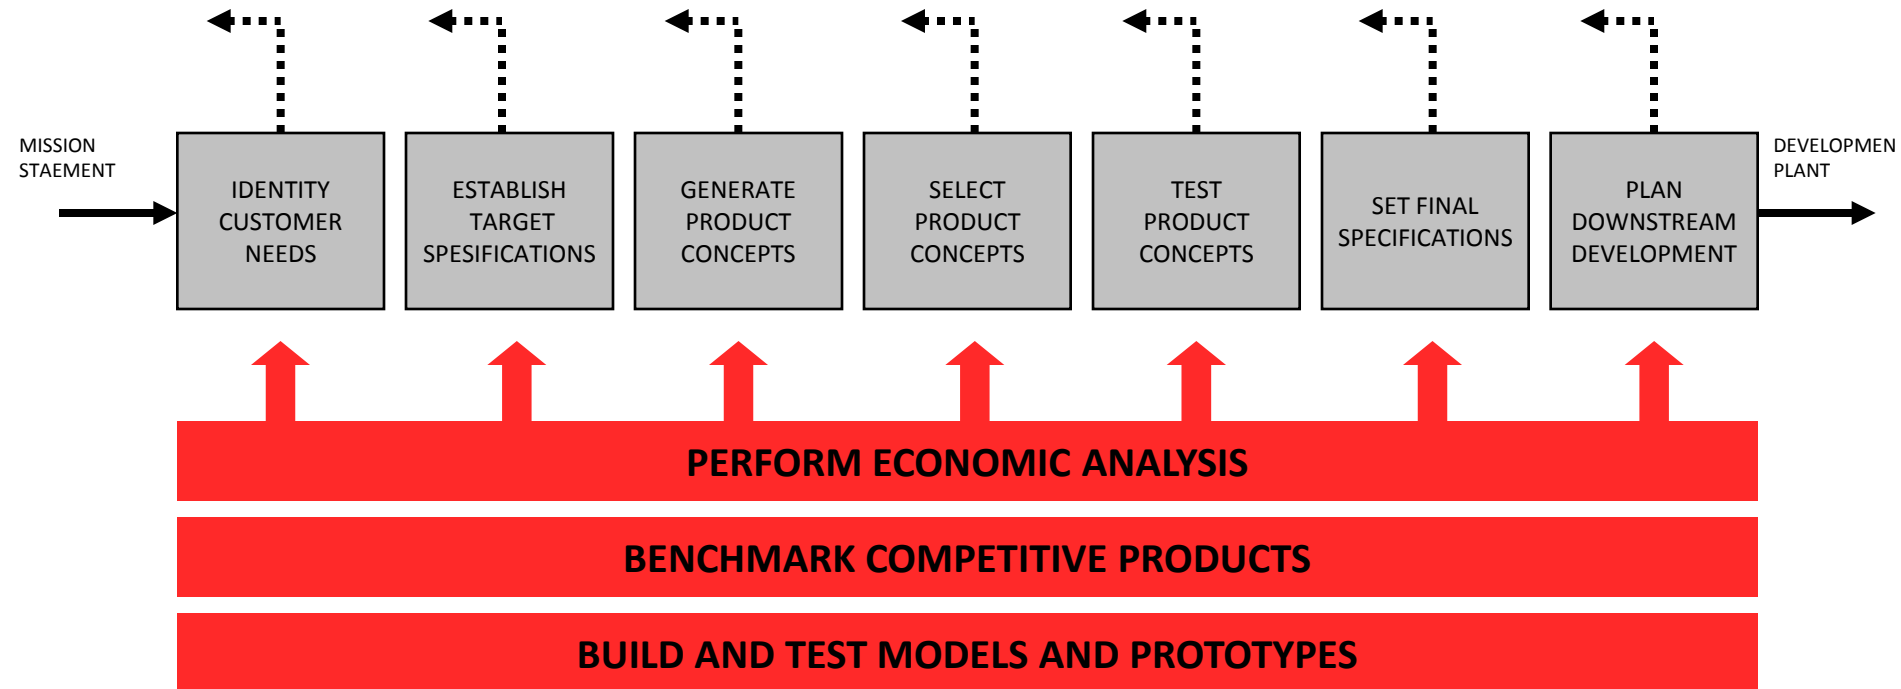 MISSION
STAEMENT
IDENTITY
CUSTOMER
NEEDS
ESTABLISH
TARGET
SPESIFICATIONS
GENERATE
PRODUCT
CONCEPTS
SELECT
PRODUCT
CONCEPTS
TEST
PRODUCT
CONCEPTS
SET FINAL
SPECIFICATIONS
PLAN
DOWNSTREAM
DEVELOPMENT
DEVELOPMEN
PLANT
PERFORM ECONOMIC ANALYSIS
BENCHMARK COMPETITIVE PRODUCTS
BUILD AND TEST MODELS AND PROTOTYPES